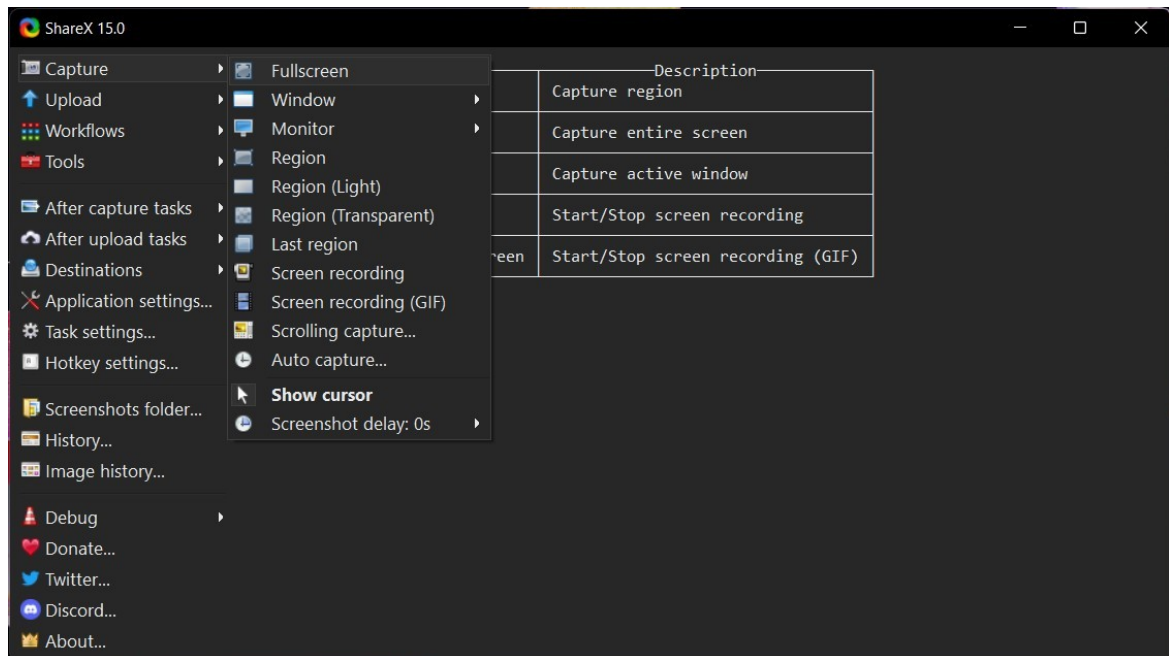 ShareX 15.0
Capture
Upload
Workflows
Tools
After capture tasks
After upload tasks
Destinations
Application settings...
Task settings...
Hotkey settings...
Screenshots folder...
History...
Image history...
Debug
Donate...
Twitter...
Discord...
About...
Fullscreen
Window
Monitor
Region
Region (Light)
Region (Transparent)
Last region
Screen recording
Screen recording (GIF)
Scrolling capture...
Auto capture...
Show cursor
Screenshot delay: 0s
Description
Capture region
Capture entire screen
Capture active window
Start/Stop screen recording
reen Start/Stop screen recording (GIF)